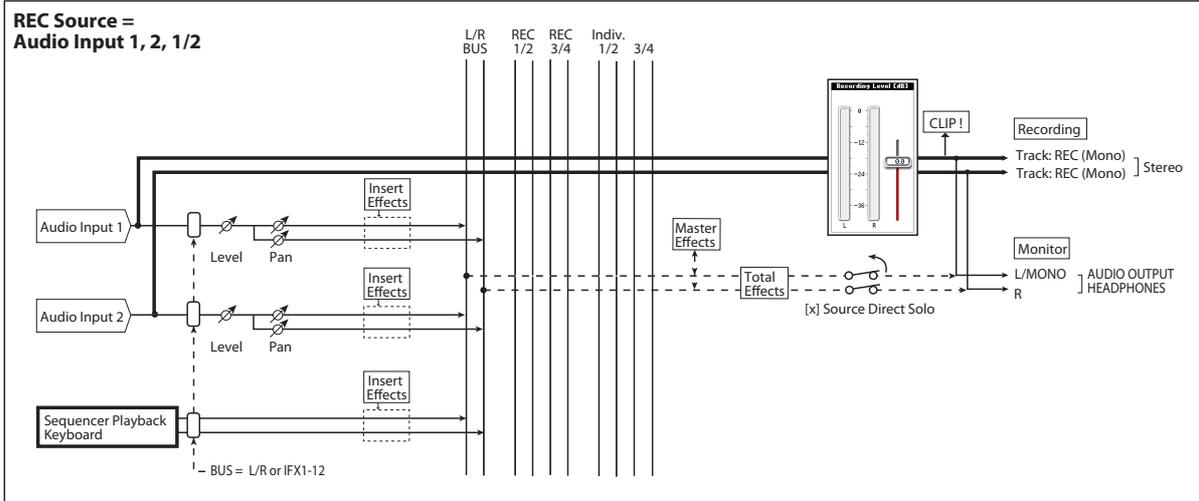 REC Source =
Audio Input 1, 2, 1/2
L/R
BUS
REC
1/2
REC
3/4
Indiv.
1/2
3/4
Recording Level [dB]
0
-12
-24
-36
L
R
0.0
CLIP !
Recording
Track: REC (Mono)
Track: REC (Mono)
Stereo
Audio Input 1
Level
Pan
Insert
Effects
Master
Effects
Total
Effects
[x] Source Direct Solo
Monitor
L/MONO
R
AUDIO OUTPUT
HEADPHONES
Audio Input 2
Level
Pan
Insert
Effects
Sequencer Playback
Keyboard
Insert
Effects
BUS = L/R or IFX1-12